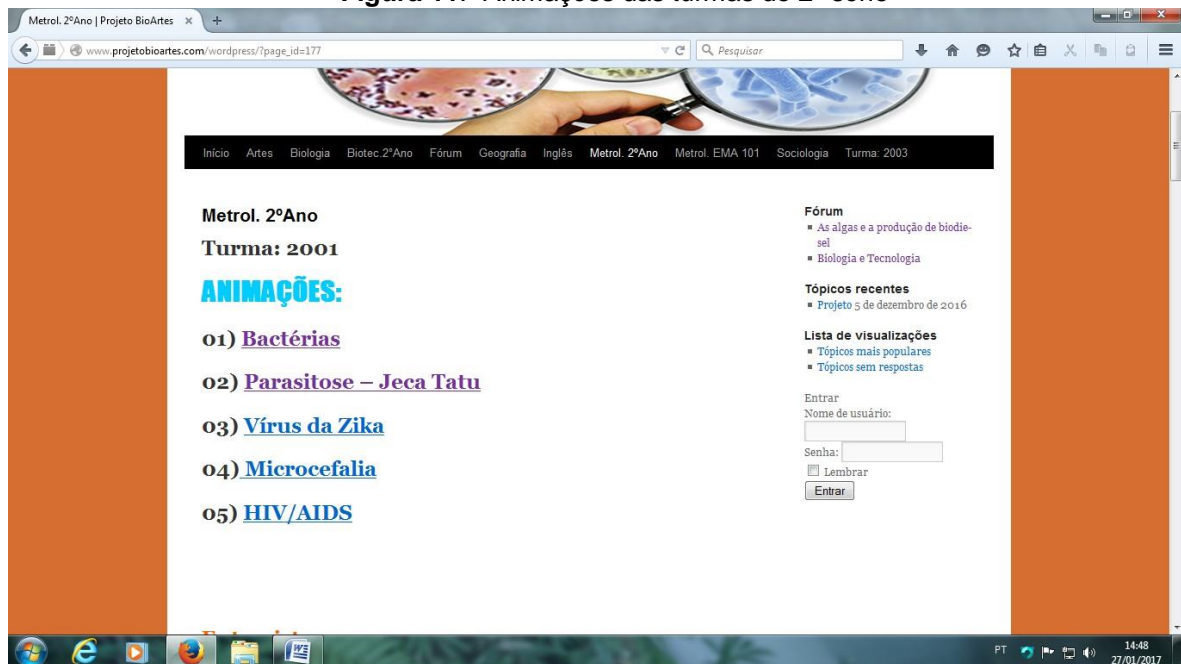 Metrol. 2ºAno | Projeto BioArtes
www.projetobioartes.com/wordpress/?page_id=177
Pesquisar
Início Artes Biologia Biotec.2ºAno Fórum Geografia Inglês Metrol. 2ºAno Metrol. EMA 101 Sociologia Turma: 2003
Metrol. 2ºAno
Turma: 2001
ANIMAÇÕES:
01) Bactérias
02) Parasitose – Jeca Tatu
03) Vírus da Zika
04) Microcefalia
05) HIV/AIDS
Fórum
As algas e a produção de biodie-
sel
Biologia e Tecnologia
Tópicos recentes
Projeto 5 de dezembro de 2016
Lista de visualizações
Tópicos mais populares
Tópicos sem respostas
Entrar
Nome de usuário:
Senha:
Lembrar
Entrar
PT
14:48
27/01/2017